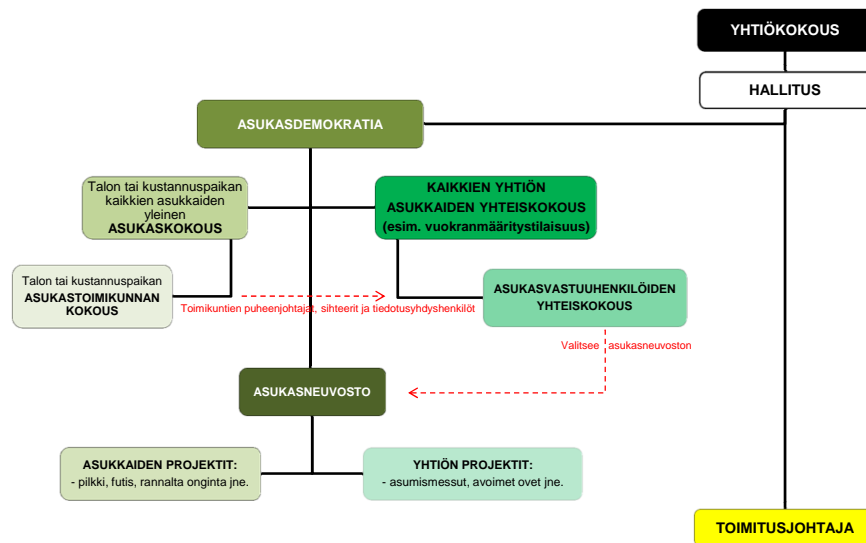 YHTIÖKOKOUS
HALLITUS
ASUKASDEMOKRATIA
Talon tai kustannuspaikan
kaikkien asukkaiden
yleinen
ASUKASKOKOUS
KAIKKIEN YHTIÖN
ASUKKAIDEN YHTEISKOKOUS
(esim. vuokranmääritystilaisuus)
Talon tai kustannuspaikan
ASUKASTOIMIKUNNAN
KOKOUS
Toimikuntien puheenjohtajat, sihteerit ja tiedotusyhdyshenkilöt
ASUKASVASTUUHENKILÖIDEN
YHTEISKOKOUS
Valitsee asukasneuvoston
ASUKASNEUVOSTO
ASUKKAIDEN PROJEKTIT:
- pilkki, futis, rannalta onginta jne.
YHTIÖN PROJEKTIT:
- asumismessut, avoimet ovet jne.
TOIMITUSJOHTAJA